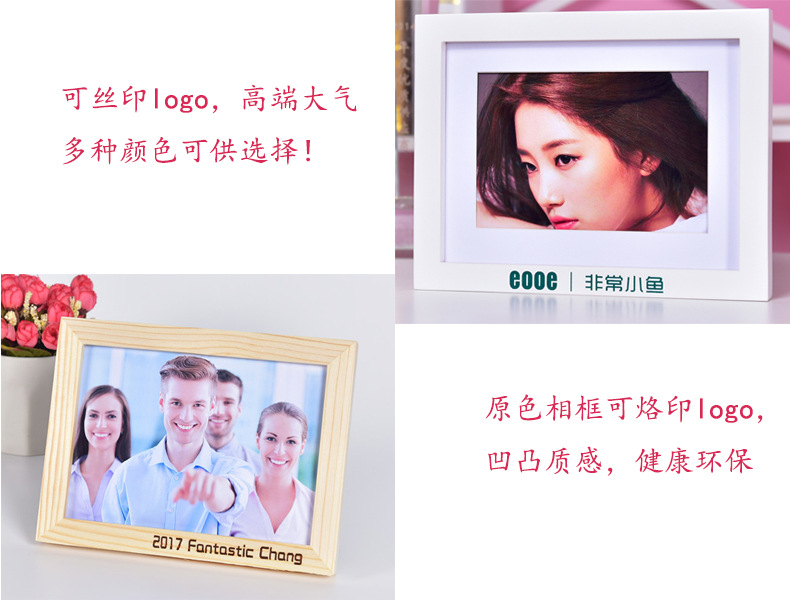 可丝印logo，高端大气
多种颜色可供选择！
eooe | 非常小鱼
2017 Fantastic Chang
原色相框可烙印logo，
凹凸质感，健康环保